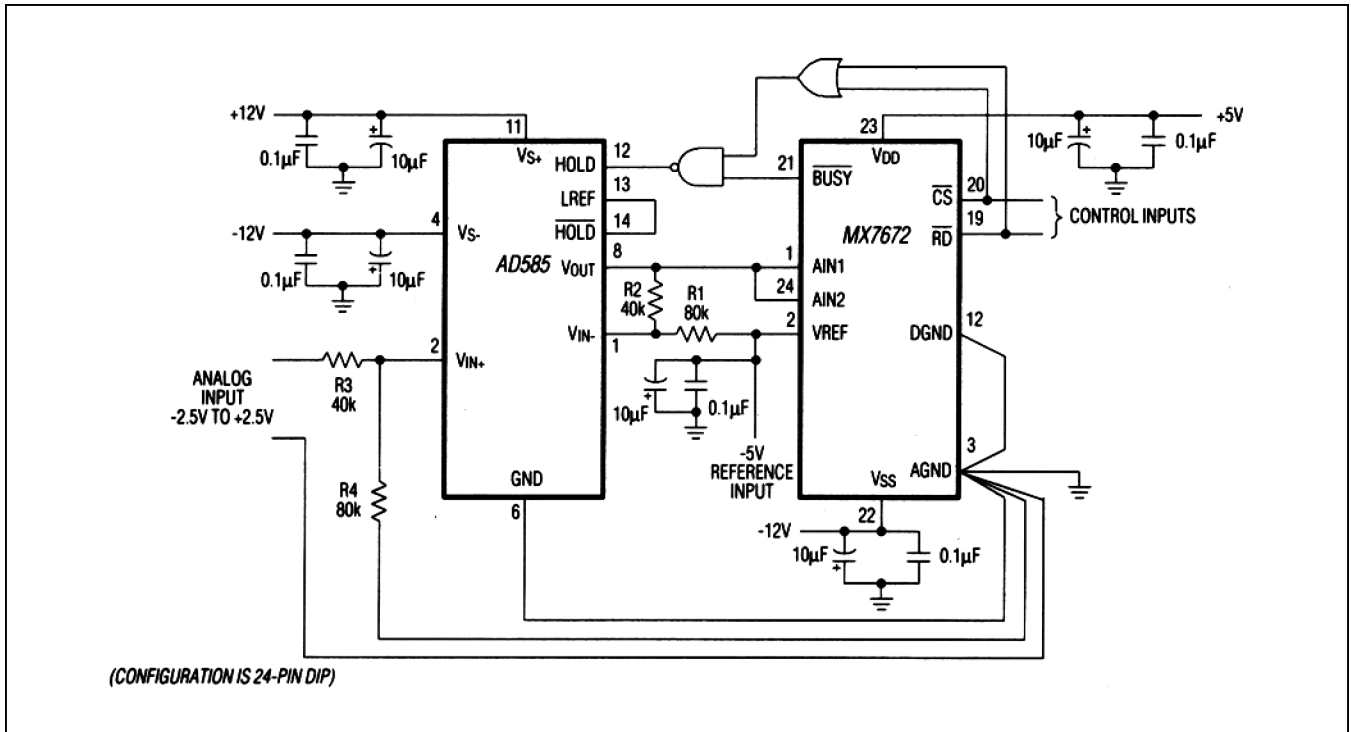 +12V
0.1µF
+
10µF
11
VS+
HOLD
12
LREF
13
HOLD
14
-12V
4
VS-
0.1µF
+
10µF
AD585
VOUT
8
R2
40k
R1
80k
VIN-
1
ANALOG
INPUT
-2.5V TO +2.5V
R3
40k
2
VIN+
R4
80k
GND
6
10µF
+
0.1µF
-5V
REFERENCE
INPUT
23
VDD
21
BUSY
MX7672
1
AIN1
24
AIN2
2
VREF
CS
20
RD
19
CONTROL INPUTS
10µF
+
0.1µF
+5V
DGND
12
AGND
3
VSS
22
-12V
10µF
+
0.1µF
(CONFIGURATION IS 24-PIN DIP)